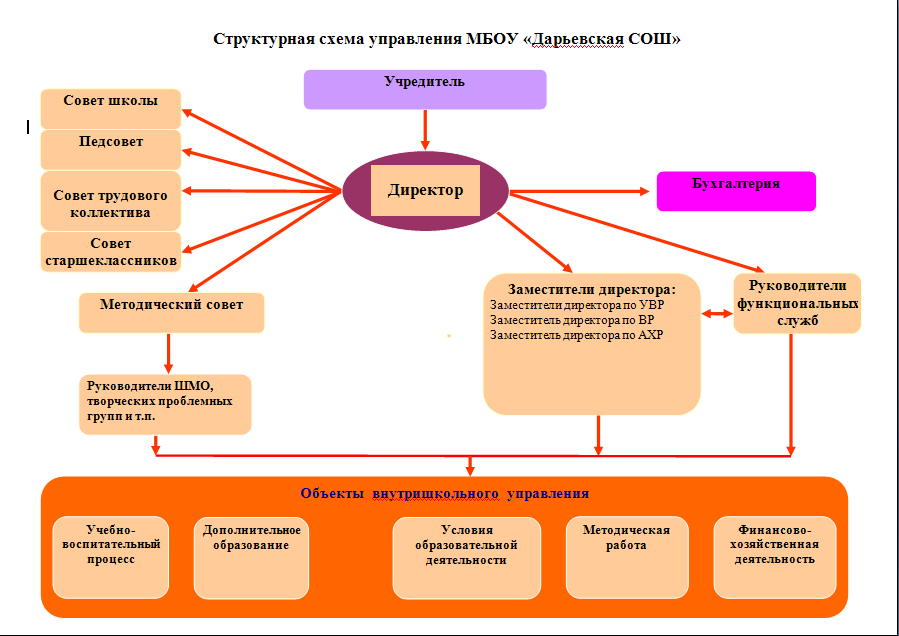 Структурная схема управления МБОУ «Дарьевская СОШ»
Учредитель
Совет школы
Педсовет
Совет трудового
коллектива
Совет
старшеклассников
Директор
Бухгалтерия
Методический совет
Заместители директора:
Заместители директора по УВР
Заместитель директора по ВР
Заместитель директора по АХР
Руководители
функциональных
служб
Руководители ШМО,
творческих проблемных
групп и т.п.
Объекты внутришкольного управления
Учебно-
воспитательный
процесс
Дополнительное
образование
Условия
образовательной
деятельности
Методическая
работа
Финансово-
хозяйственная
деятельность